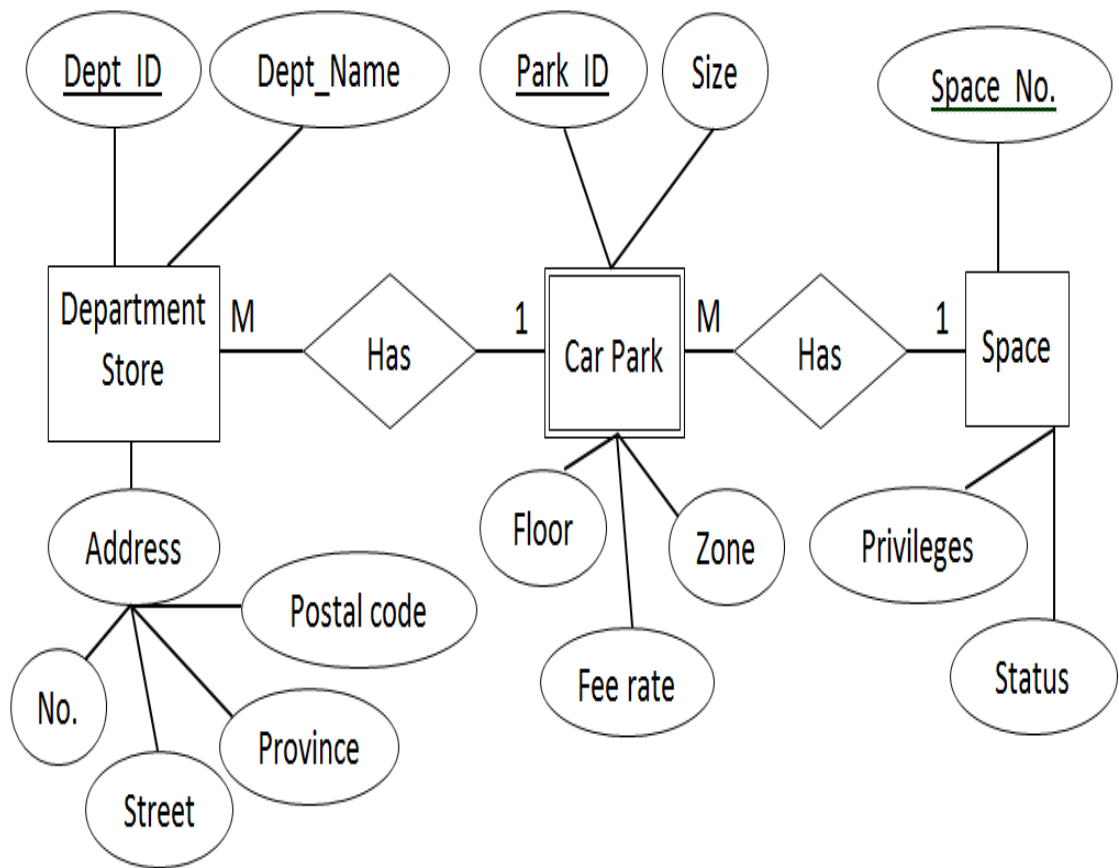 Dept_ID
Dept_Name
Park_ID
Size
Space_No.
Department
Store
M
Has
1
Car Park
M
Has
1
Space
Address
Floor
Zone
Privileges
Postal code
No.
Street
Province
Fee rate
Status